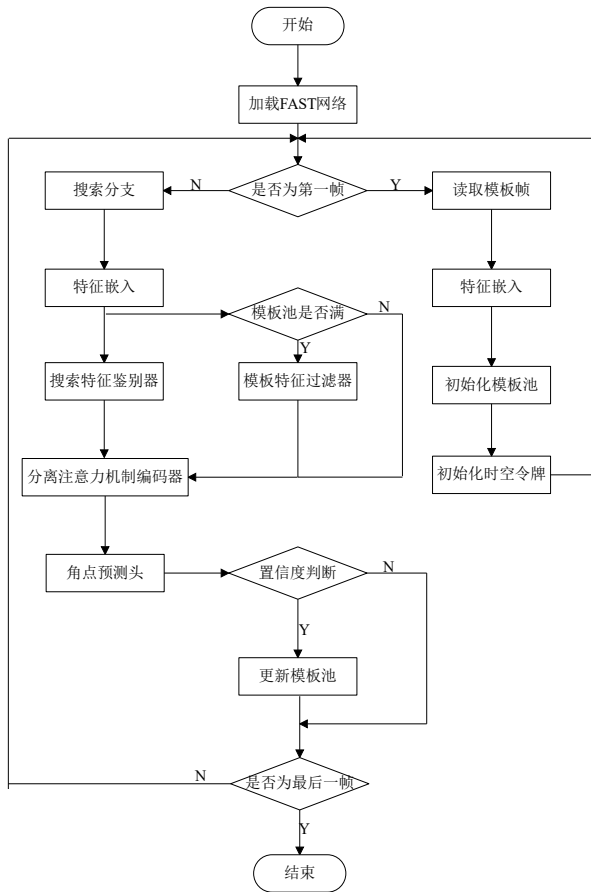 开始
加载FAST网络
搜索分支
N
是否为第一帧
Y
读取模板帧
特征嵌入
特征嵌入
模板池是否满
N
Y
搜索特征鉴别器
模板特征过滤器
初始化模板池
分离注意力机制编码器
初始化时空令牌
角点预测头
置信度判断
N
Y
更新模板池
N
是否为最后一帧
Y
结束